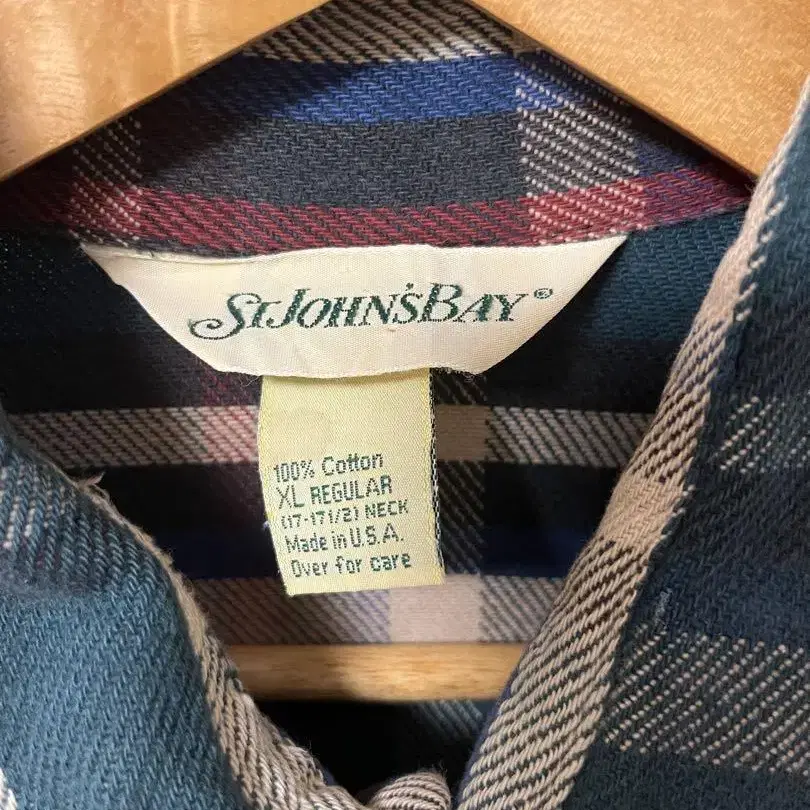 St John's Bay®
100% Cotton
XL REGULAR
(17-17 1/2) NECK
Made in U.S.A.
Over for care